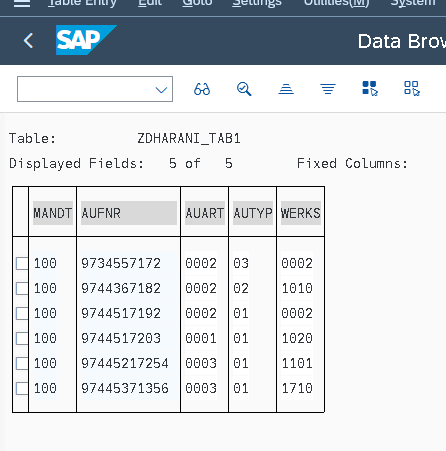 Table Entry Edit Goto Settings Utilities(M) System
SAP
Data Brow
Table: ZDHARANI_TAB1
Displayed Fields: 5 of 5 Fixed Columns:
MANDT AUFNR AUART AUTYP WERKS
100 9734557172 0002 03 0002
100 9744367182 0002 02 1010
100 9744517192 0002 01 0002
100 9744517203 0001 01 1020
100 97445217254 0003 01 1101
100 97445371356 0003 01 1710